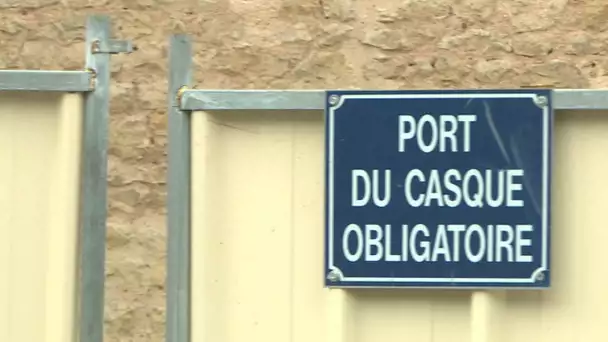 PORT
DU CASQUE
OBLIGATOIRE